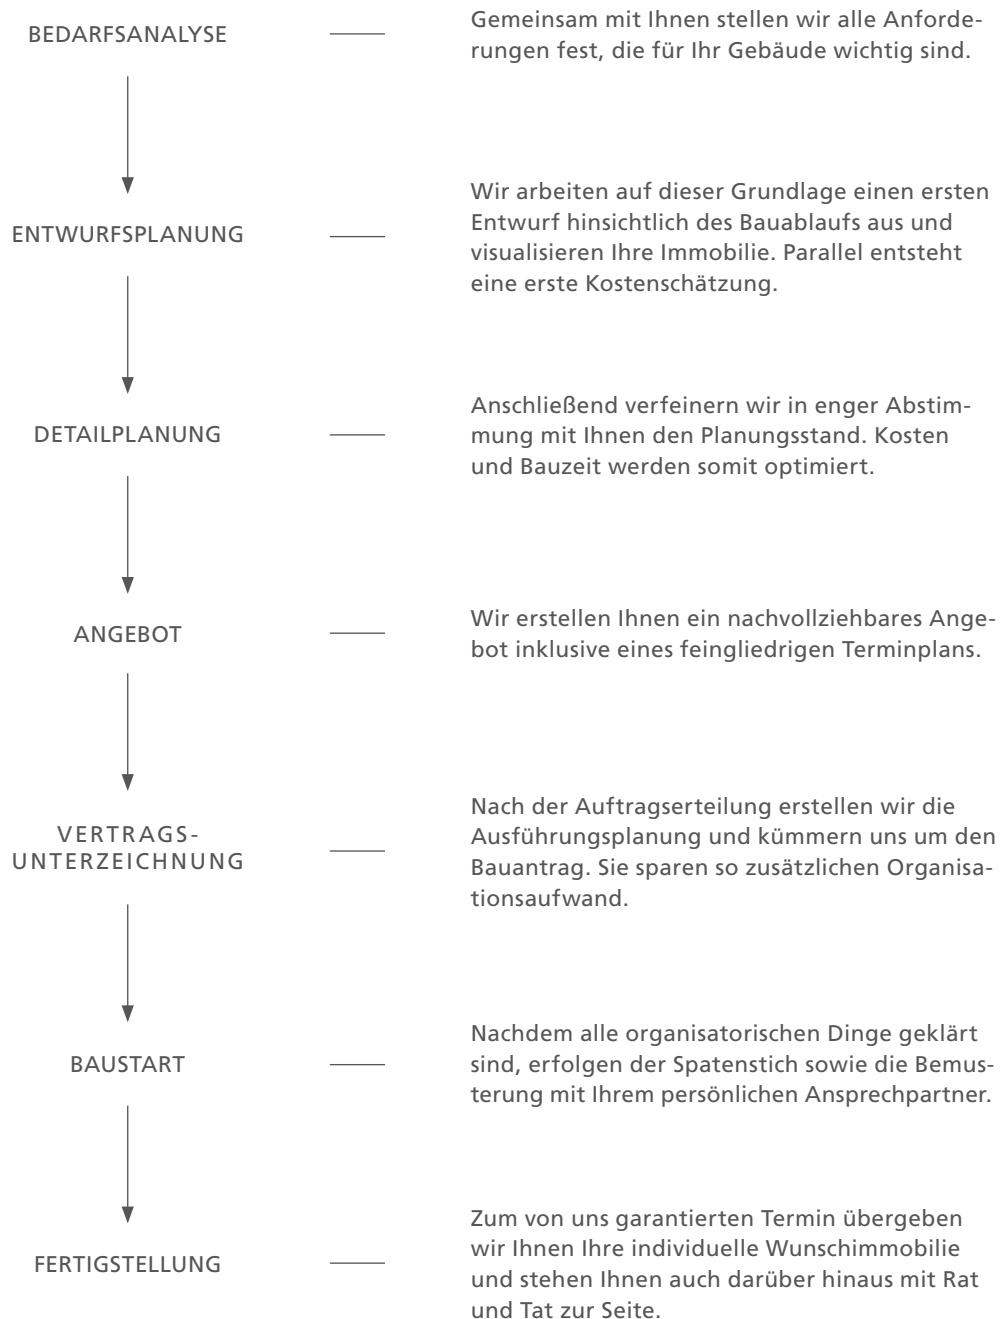 BEDARFSANALYSE
Gemeinsam mit Ihnen stellen wir alle Anforde-
rungen fest, die für Ihr Gebäude wichtig sind.
ENTWURFSPLANUNG
Wir arbeiten auf dieser Grundlage einen ersten
Entwurf hinsichtlich des Bauablaufs aus und
visualisieren Ihre Immobilie. Parallel entsteht
eine erste Kostenschätzung.
DETAILPLANUNG
Anschließend verfeinern wir in enger Abstim-
mung mit Ihnen den Planungsstand. Kosten
und Bauzeit werden somit optimiert.
ANGEBOT
Wir erstellen Ihnen ein nachvollziehbares Ange-
bot inklusive eines feingliedrigen Terminplans.
VERTRAGS-
UNTERZEICHNUNG
Nach der Auftragserteilung erstellen wir die
Ausführungsplanung und kümmern uns um den
Bauantrag. Sie sparen so zusätzlichen Organisa-
tionsaufwand.
BAUSTART
Nachdem alle organisatorischen Dinge geklärt
sind, erfolgen der Spatenstich sowie die Bemus-
terung mit Ihrem persönlichen Ansprechpartner.
FERTIGSTELLUNG
Zum von uns garantierten Termin übergeben
wir Ihnen Ihre individuelle Wunschimmobilie
und stehen Ihnen auch darüber hinaus mit Rat
und Tat zur Seite.